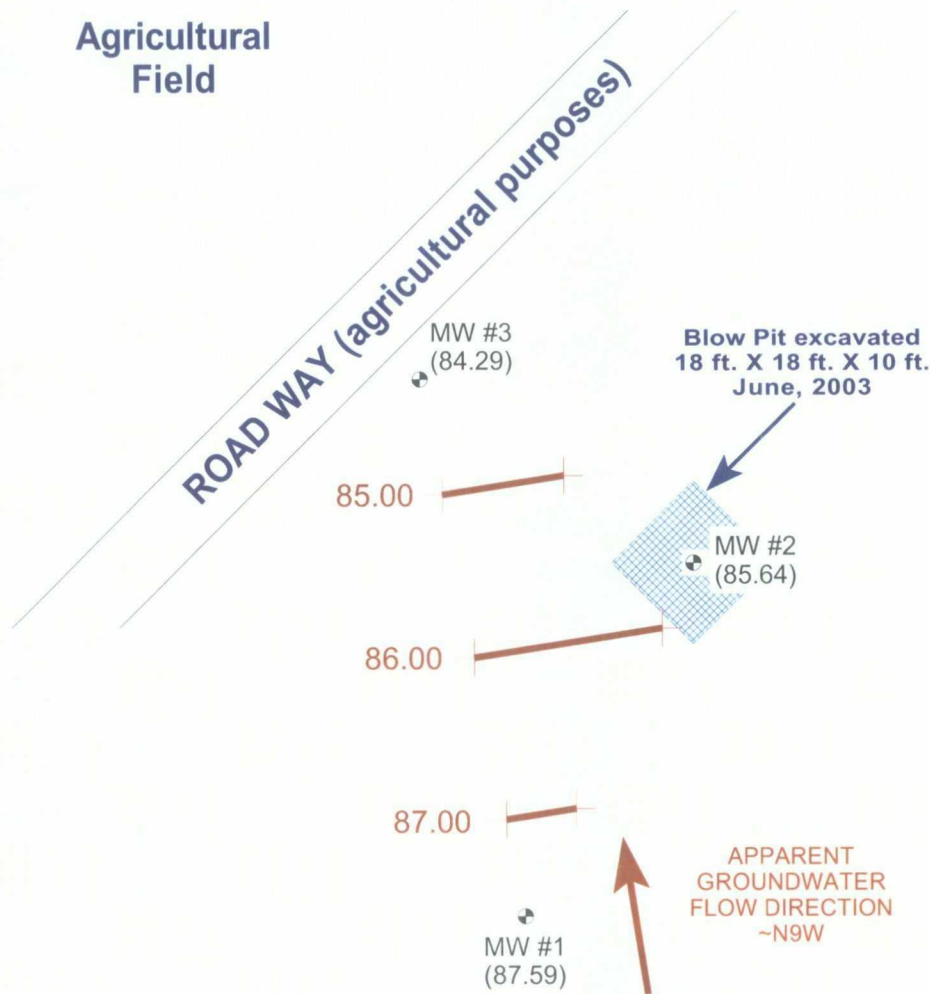 Agricultural
Field
ROAD WAY (agricultural purposes)
MW #3
(84.29)
Blow Pit excavated
18 ft. X 18 ft. X 10 ft.
June, 2003
85.00
MW #2
(85.64)
86.00
87.00
APPARENT
GROUNDWATER
FLOW DIRECTION
~N9W
MW #1
(87.59)